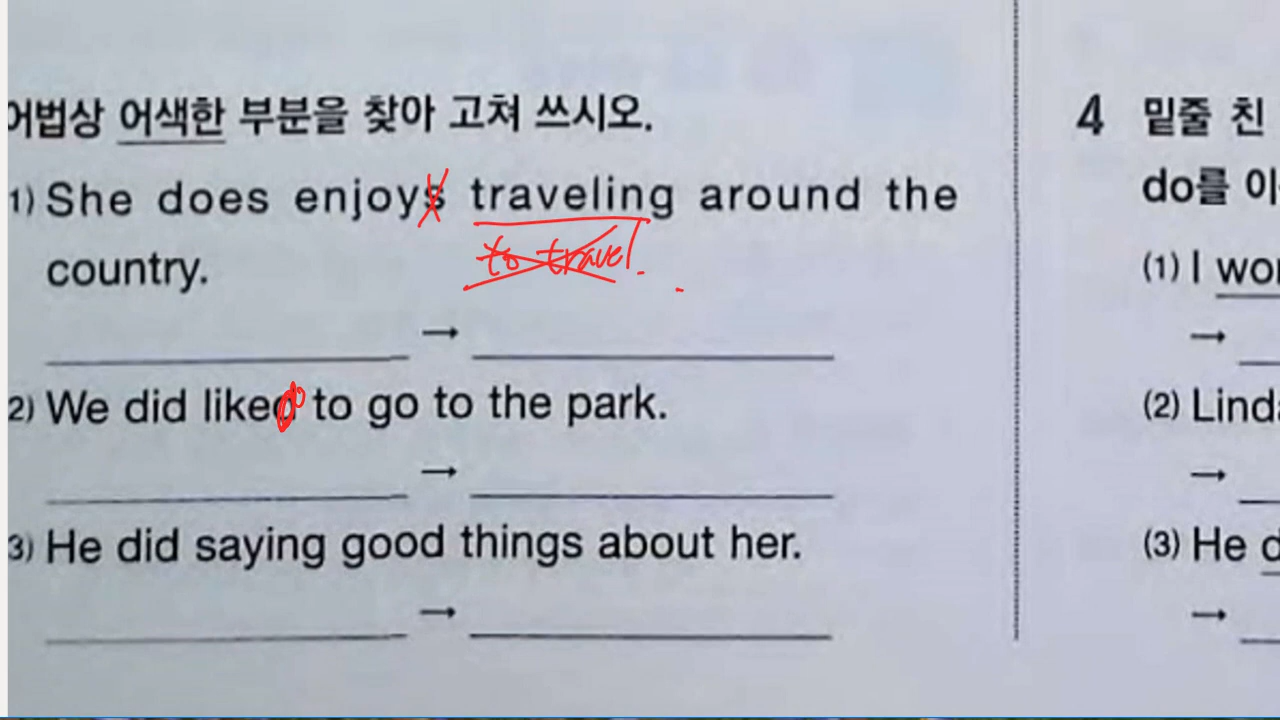 어법상 어색한 부분을 찾아 고쳐 쓰시오.
1) She does enjoys traveling around the
to travel.
country.
→
2) We did liked to go to the park.
→
3) He did saying good things about her.
→
4 밑줄 친
do를
(1) I
→
(2)
→
(3) He
→